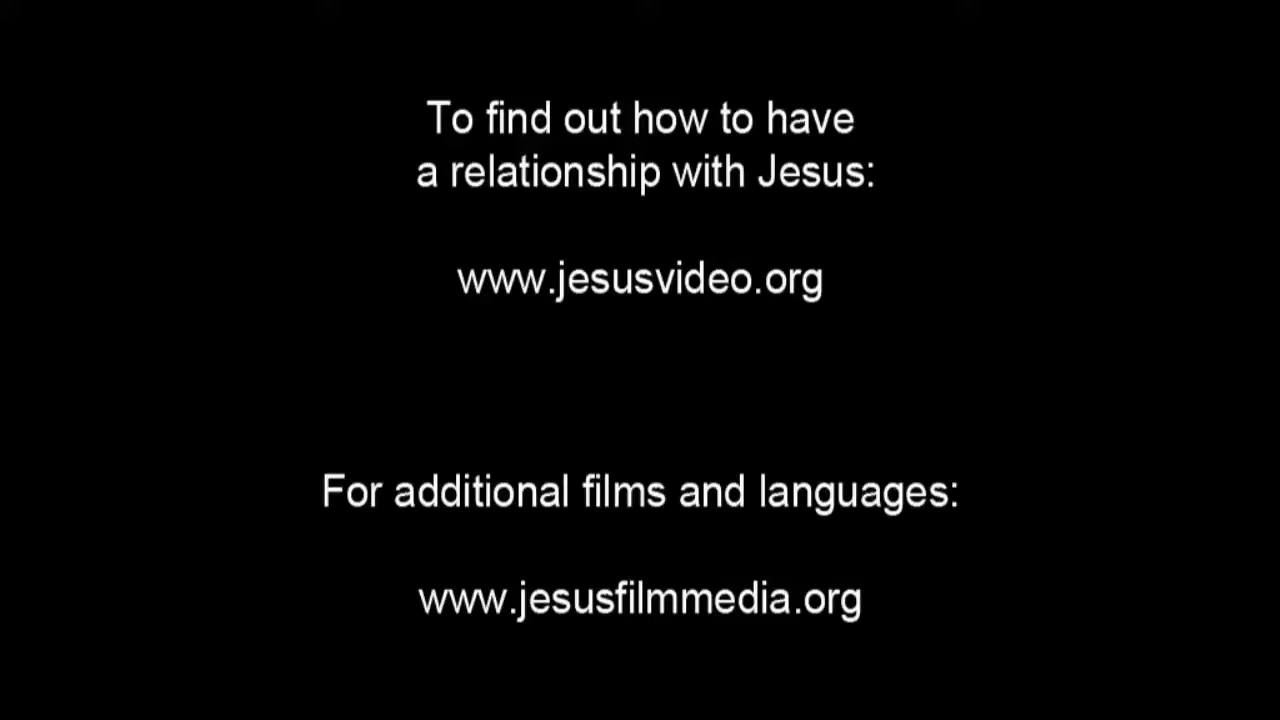 To find out how to have
a relationship with Jesus:
www.jesusvideo.org
For additional films and languages:
www.jesusfilmmedia.org